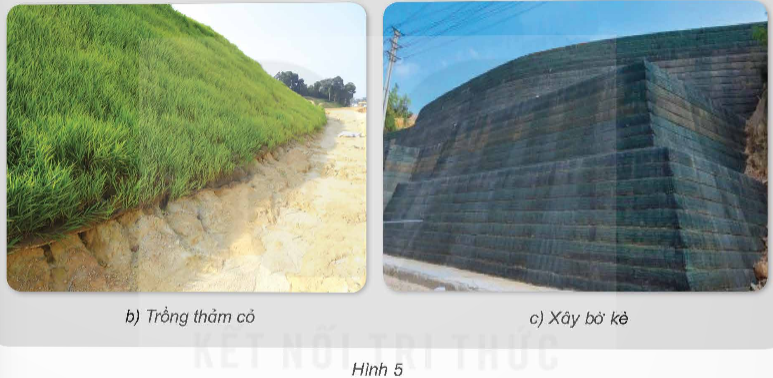 b) Trồng thảm cỏ
c) Xây bờ kè
KẾT NỐI TRI THỨC
Hình 5